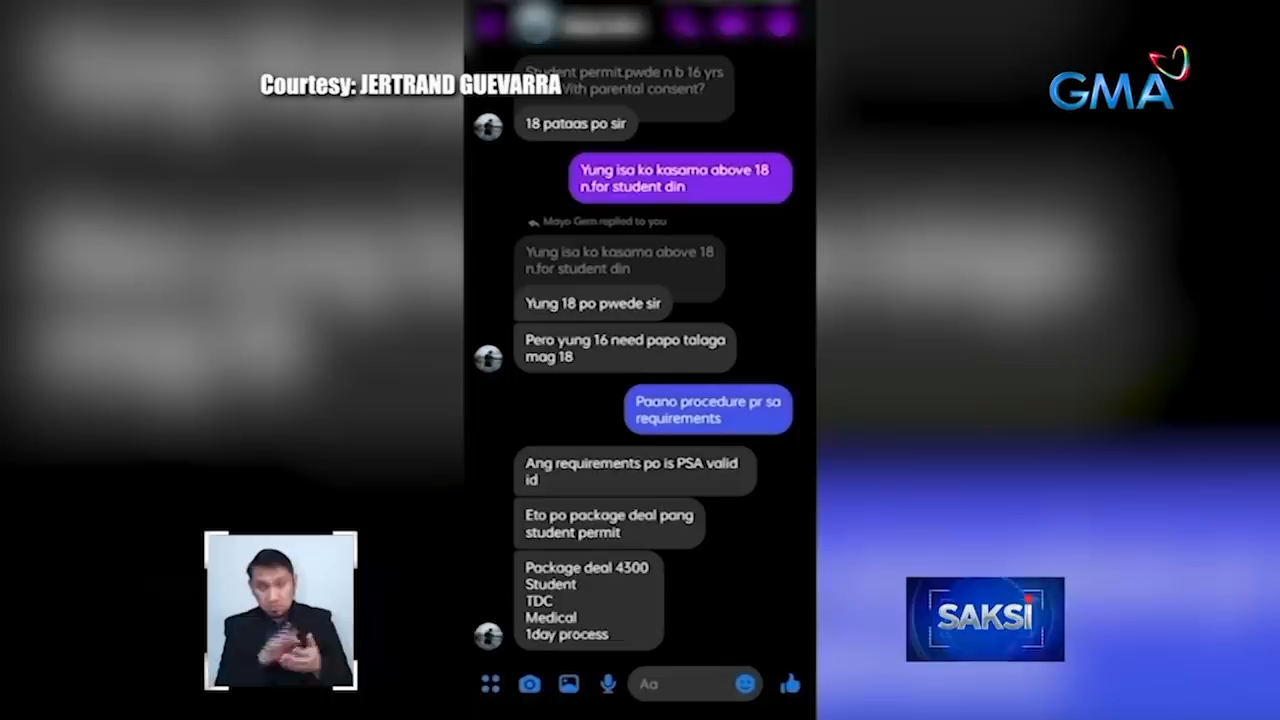 Student permit.pwde n b 16 yrs
Courtesy: JERTRAND GUEVARRA
With parental consent?
GMA
18 pataas po sir
Yung isa ko kasama above 18
n.for student din
Mayo Gem replied to you
Yung isa ko kasama above 18
n.for student din
Yung 18 po pwede sir
Pero yung 16 need papo talaga
mag 18
Paano procedure pr sa
requirements
Ang requirements po is PSA valid
id
Eto po package deal pang
student permit
Package deal 4300
Student
TDC
Medical
1day process
SAKSI
Aa